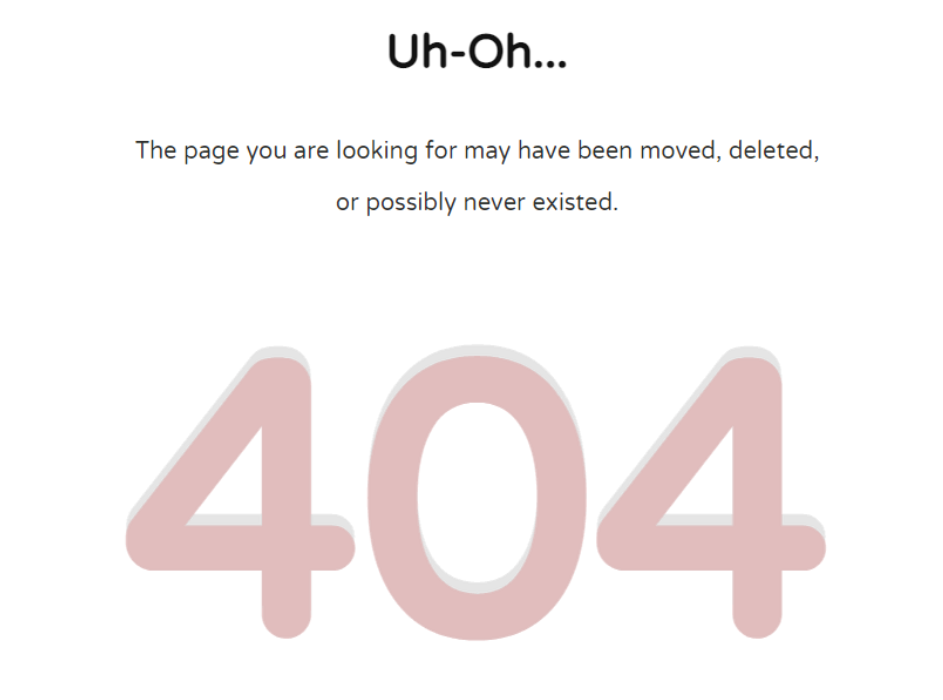 Uh-Oh...
The page you are looking for may have been moved, deleted,
or possibly never existed.
404